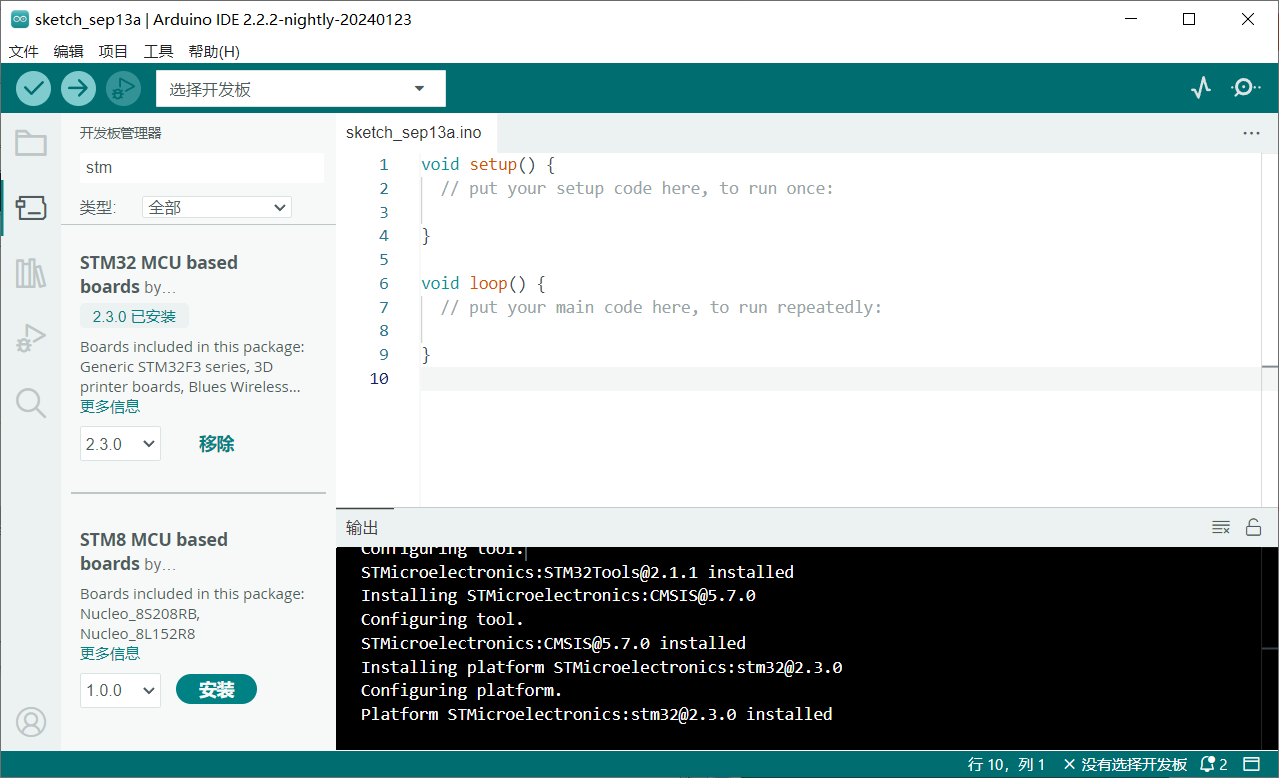 sketch_sep13a | Arduino IDE 2.2.2-nightly-20240123
文件 编辑 项目 工具 帮助(H)
选择开发板
开发板管理器
stm
类型: 全部
STM32 MCU based
boards by...
2.3.0 已安装
Boards included in this package:
Generic STM32F3 series, 3D
printer boards, Blues Wireless...
更多信息
2.3.0 移除
STM8 MCU based
boards by...
Boards included in this package:
Nucleo_8S208RB,
Nucleo_8L152R8
更多信息
1.0.0 安装
sketch_sep13a.ino
1 void setup() {
2 // put your setup code here, to run once:
3
4 }
5
6 void loop() {
7 // put your main code here, to run repeatedly:
8
9 }
10
输出
Configuring tool.
STMicroelectronics:STM32Tools@2.1.1 installed
Installing STMicroelectronics:CMSIS@5.7.0
Configuring tool.
STMicroelectronics:CMSIS@5.7.0 installed
Installing platform STMicroelectronics:stm32@2.3.0
Configuring platform.
Platform STMicroelectronics:stm32@2.3.0 installed
行 10，列 1 没有选择开发板 2